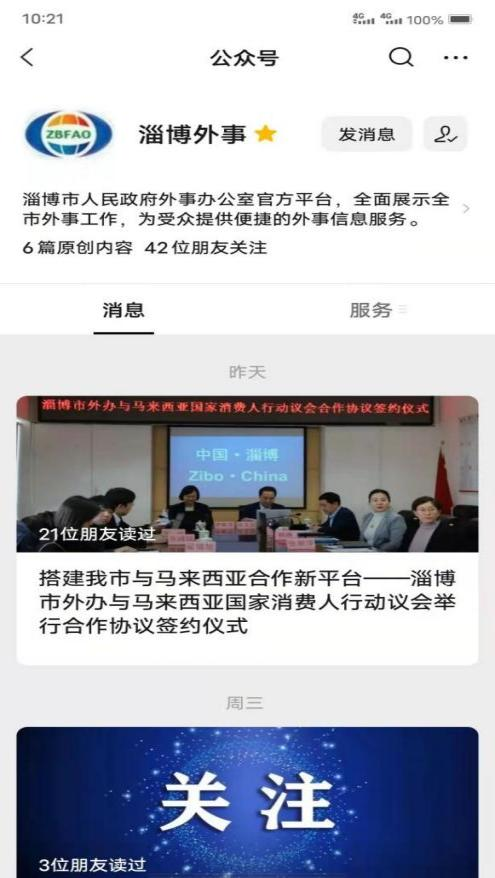 10:21
4G 4G 100%
公众号
ZBFAO
淄博外事
发消息
淄博市人民政府外事办公室官方平台，全面展示全
市外事工作，为受众提供便捷的外事信息服务。
6篇原创内容 42位朋友关注
消息
服务
昨天
淄博市外办与马来西亚国家消费人行动议会合作协议签约仪式
中国·淄博
Zibo·China
21位朋友读过
搭建我市与马来西亚合作新平台——淄博
市外办与马来西亚国家消费人行动议会举
行合作协议签约仪式
周三
关注
3位朋友读过